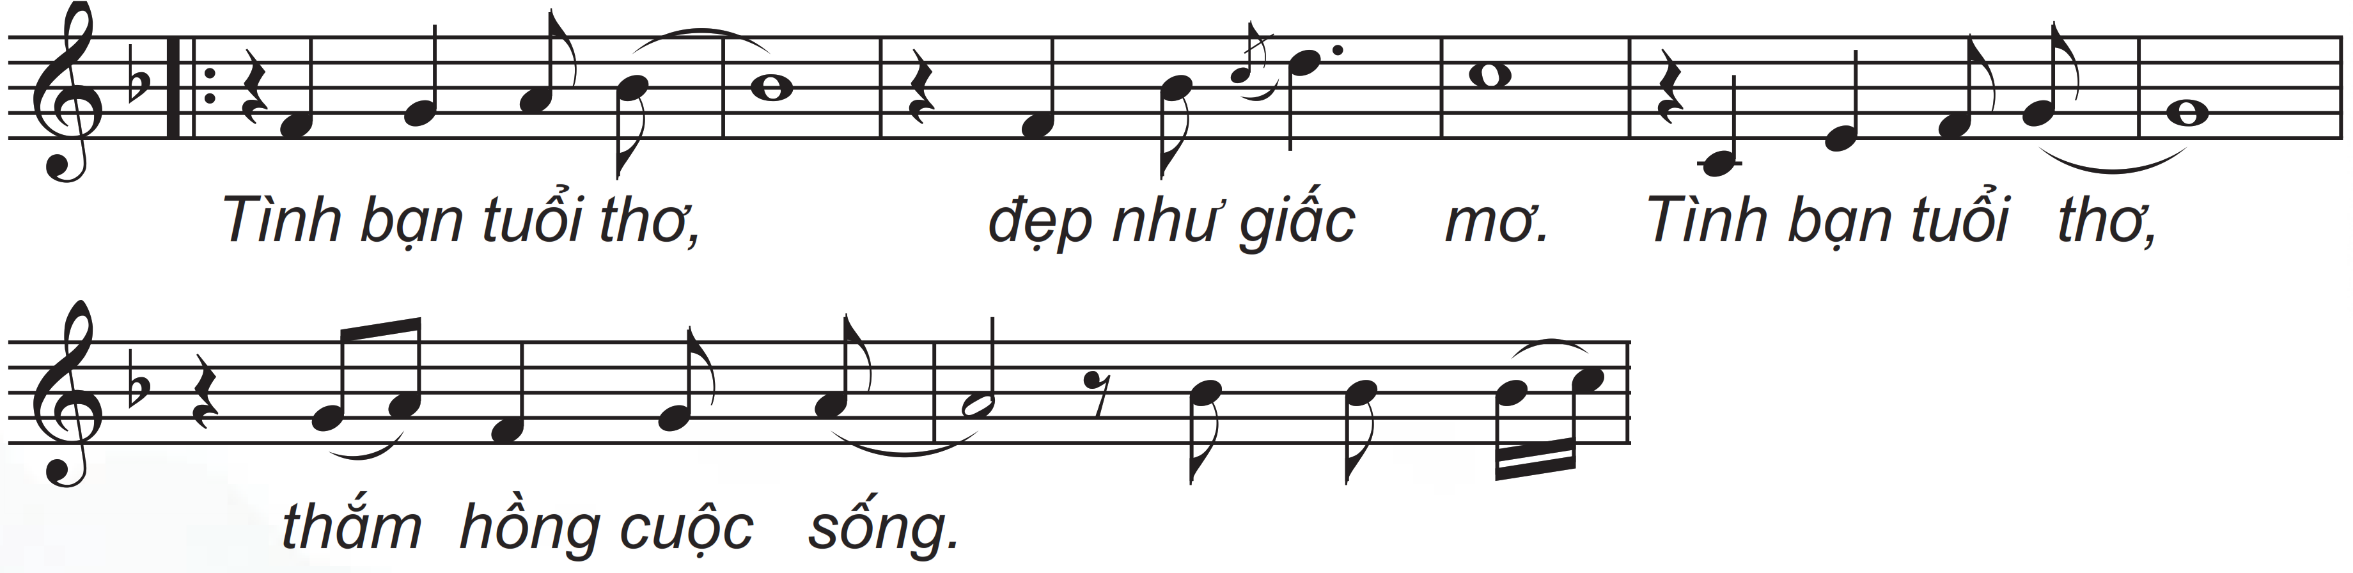 Tình bạn tuổi thơ, đẹp như giấc mơ. Tình bạn tuổi thơ,
thắm hồng cuộc sống.